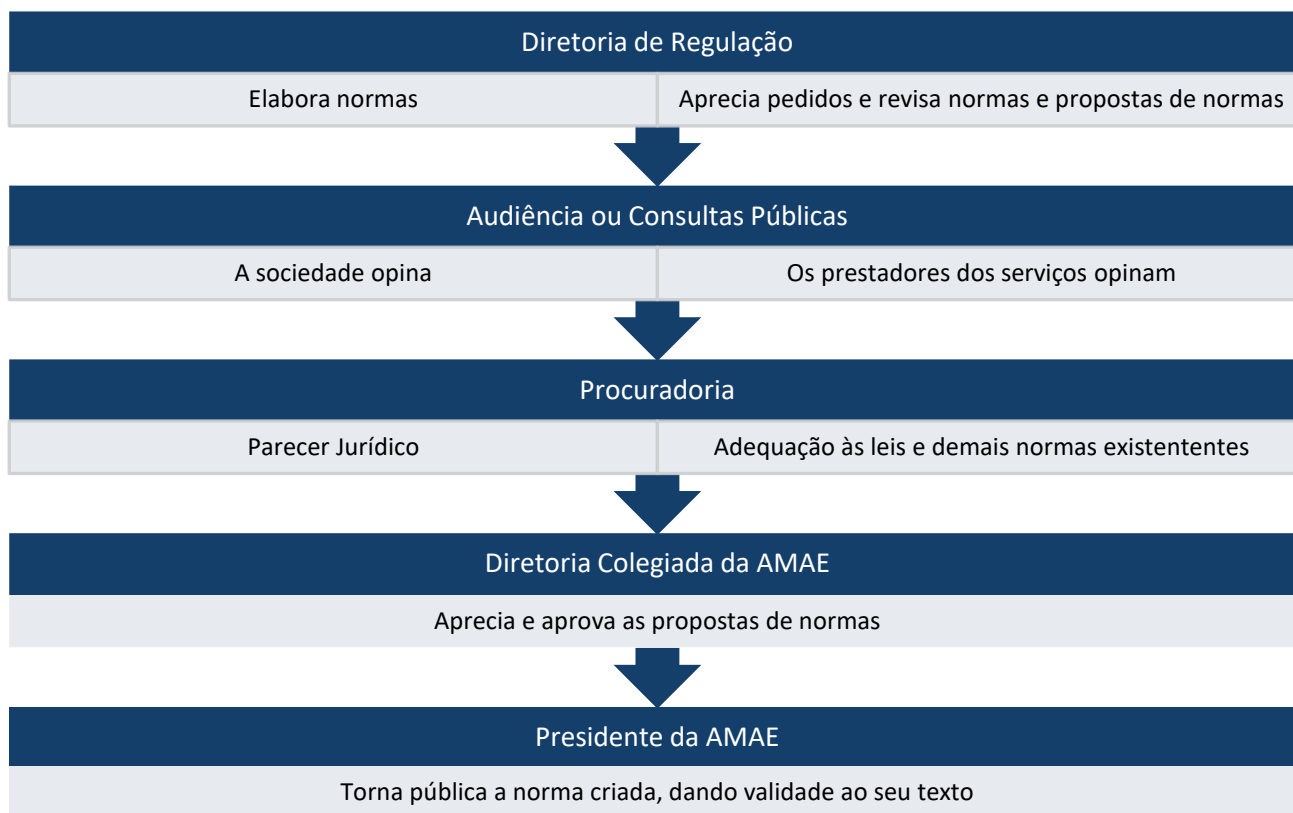 Diretoria de Regulação
Elabora normas
Aprecia pedidos e revisa normas e propostas de normas
Audiência ou Consultas Públicas
A sociedade opina
Os prestadores dos serviços opinam
Procuradoria
Parecer Jurídico
Adequação às leis e demais normas existententes
Diretoria Colegiada da AMAE
Aprecia e aprova as propostas de normas
Presidente da AMAE
Torna pública a norma criada, dando validade ao seu texto